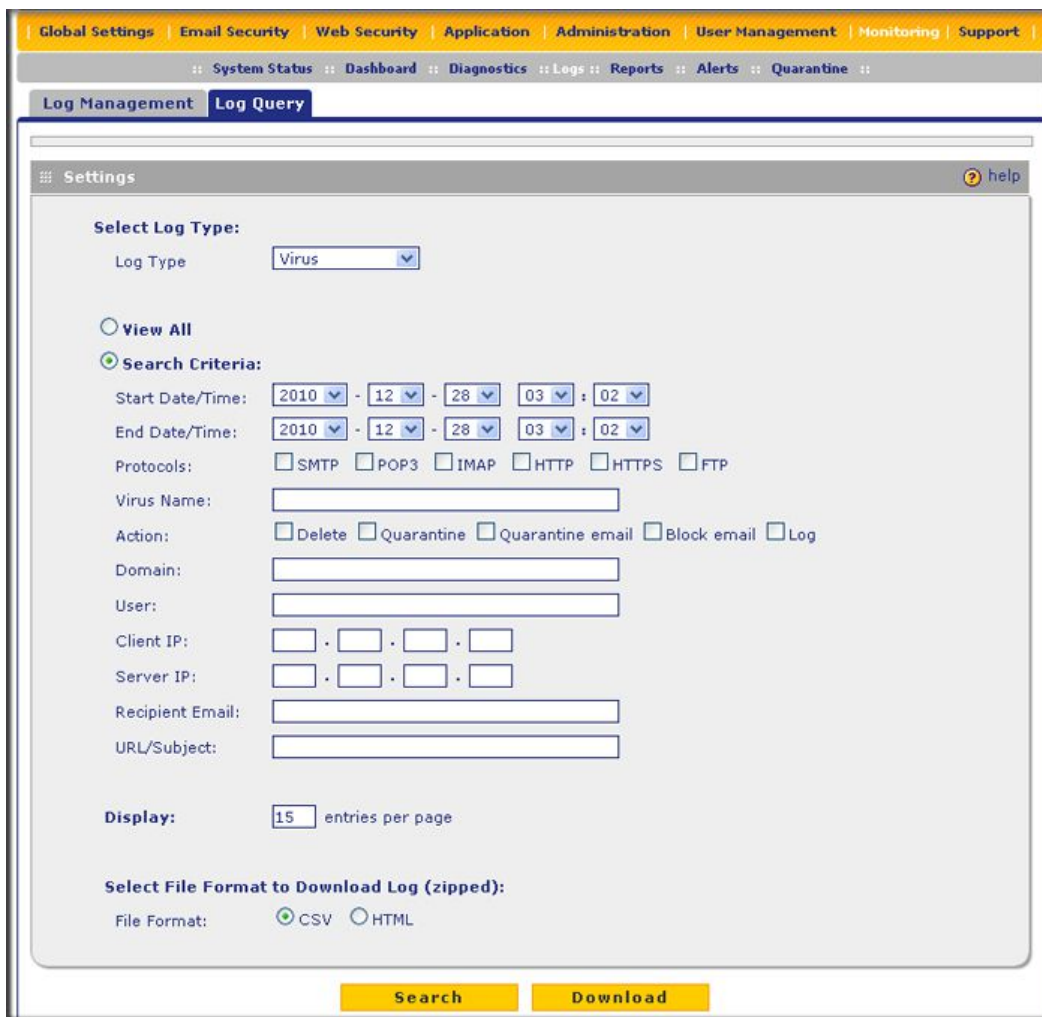 Global Settings | Email Security | Web Security | Application | Administration | User Management | Monitoring | Support |
:: System Status :: Dashboard :: Diagnostics :: Logs :: Reports :: Alerts :: Quarantine ::
Log Management Log Query
Settings help
Select Log Type:
Log Type Virus
View All
Search Criteria:
Start Date/Time: 2010 - 12 - 28 03 : 02
End Date/Time: 2010 - 12 - 28 03 : 02
Protocols: SMTP POP3 IMAP HTTP HTTPS FTP
Virus Name:
Action: Delete Quarantine Quarantine email Block email Log
Domain:
User:
Client IP: . . .
Server IP: . . .
Recipient Email:
URL/Subject:
Display: 15 entries per page
Select File Format to Download Log (zipped):
File Format: CSV HTML
Search Download